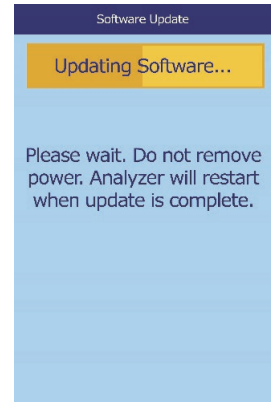 Software Update
Updating Software...
Please wait. Do not remove
power. Analyzer will restart
when update is complete.